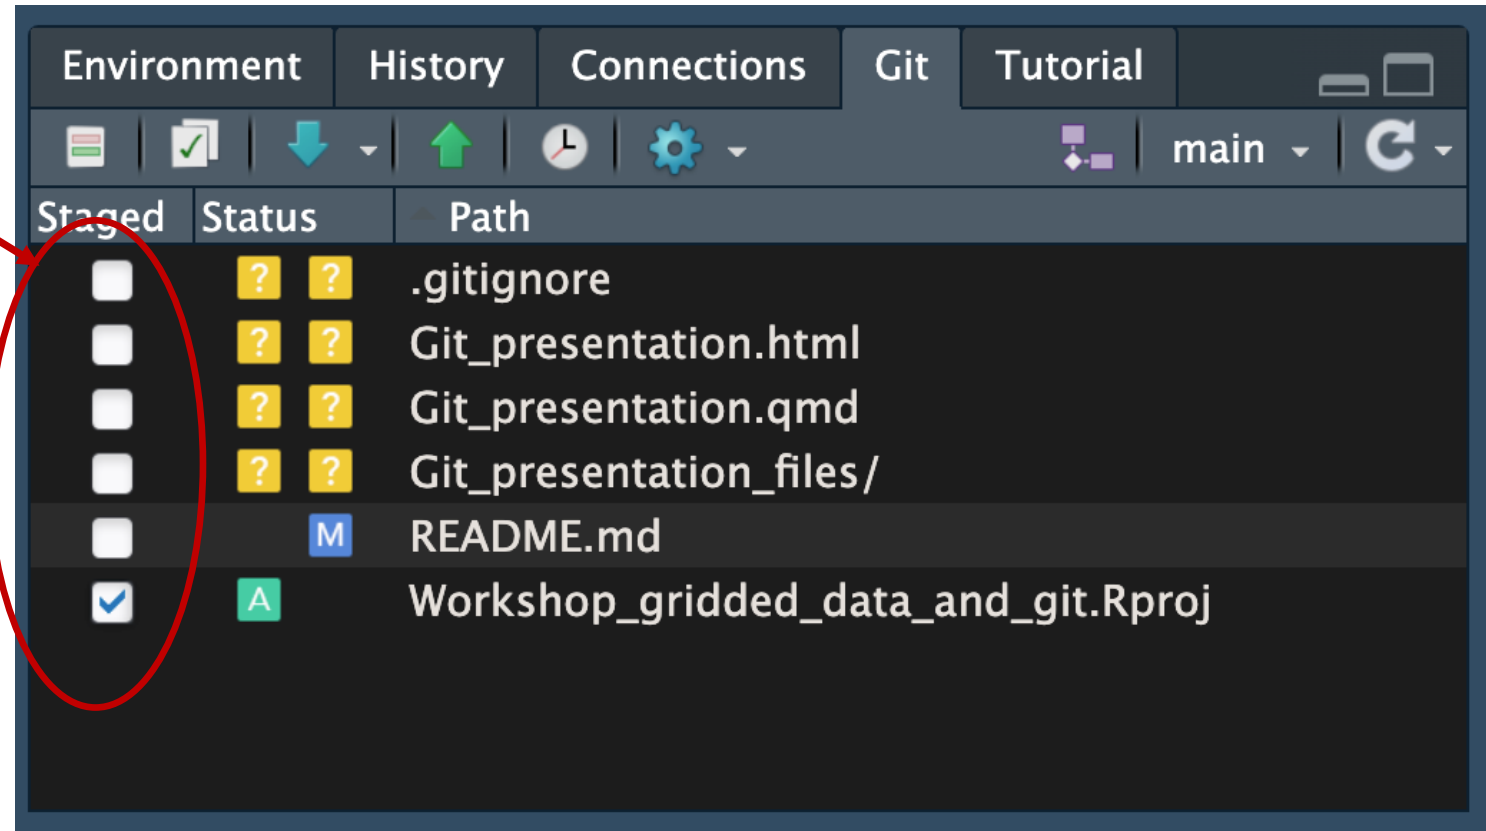 Environment History Connections Git Tutorial
main
Staged Status Path
? ? .gitignore
? ? Git_presentation.html
? ? Git_presentation.qmd
? ? Git_presentation_files/
M README.md
A Workshop_gridded_data_and_git.Rproj